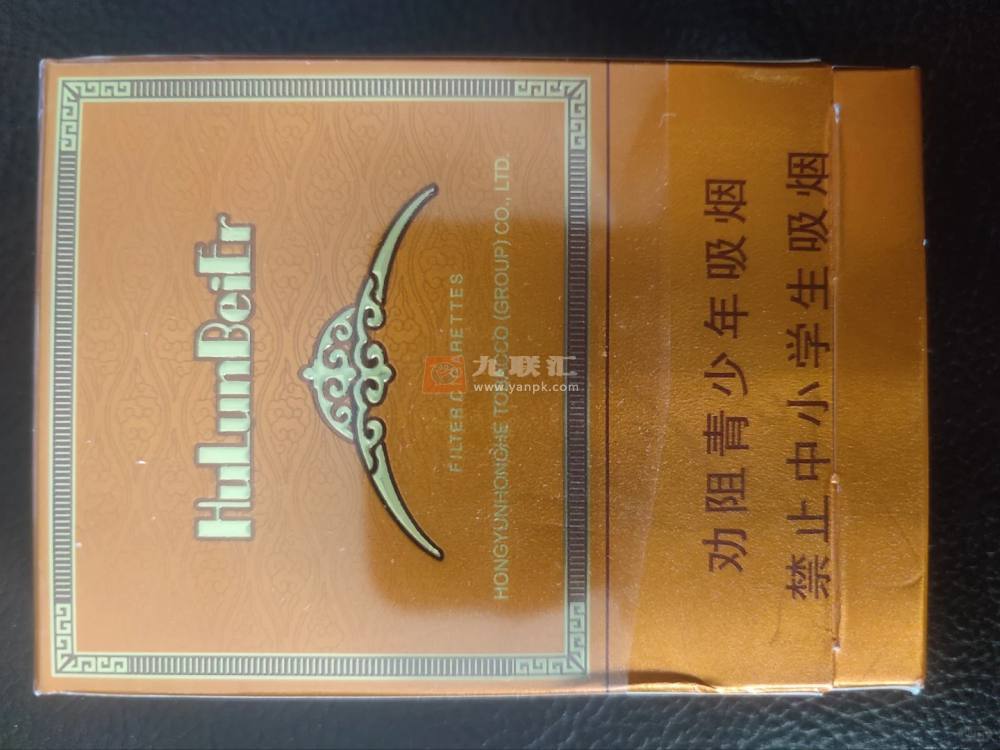 HulunBeiEr
FILTER CIGARETTES
HONGYUNHONGHE TOBACCO (GROUP) CO., LTD.
劝阻青少年吸烟
禁止中小学生吸烟
九联汇
www.yanpk.com